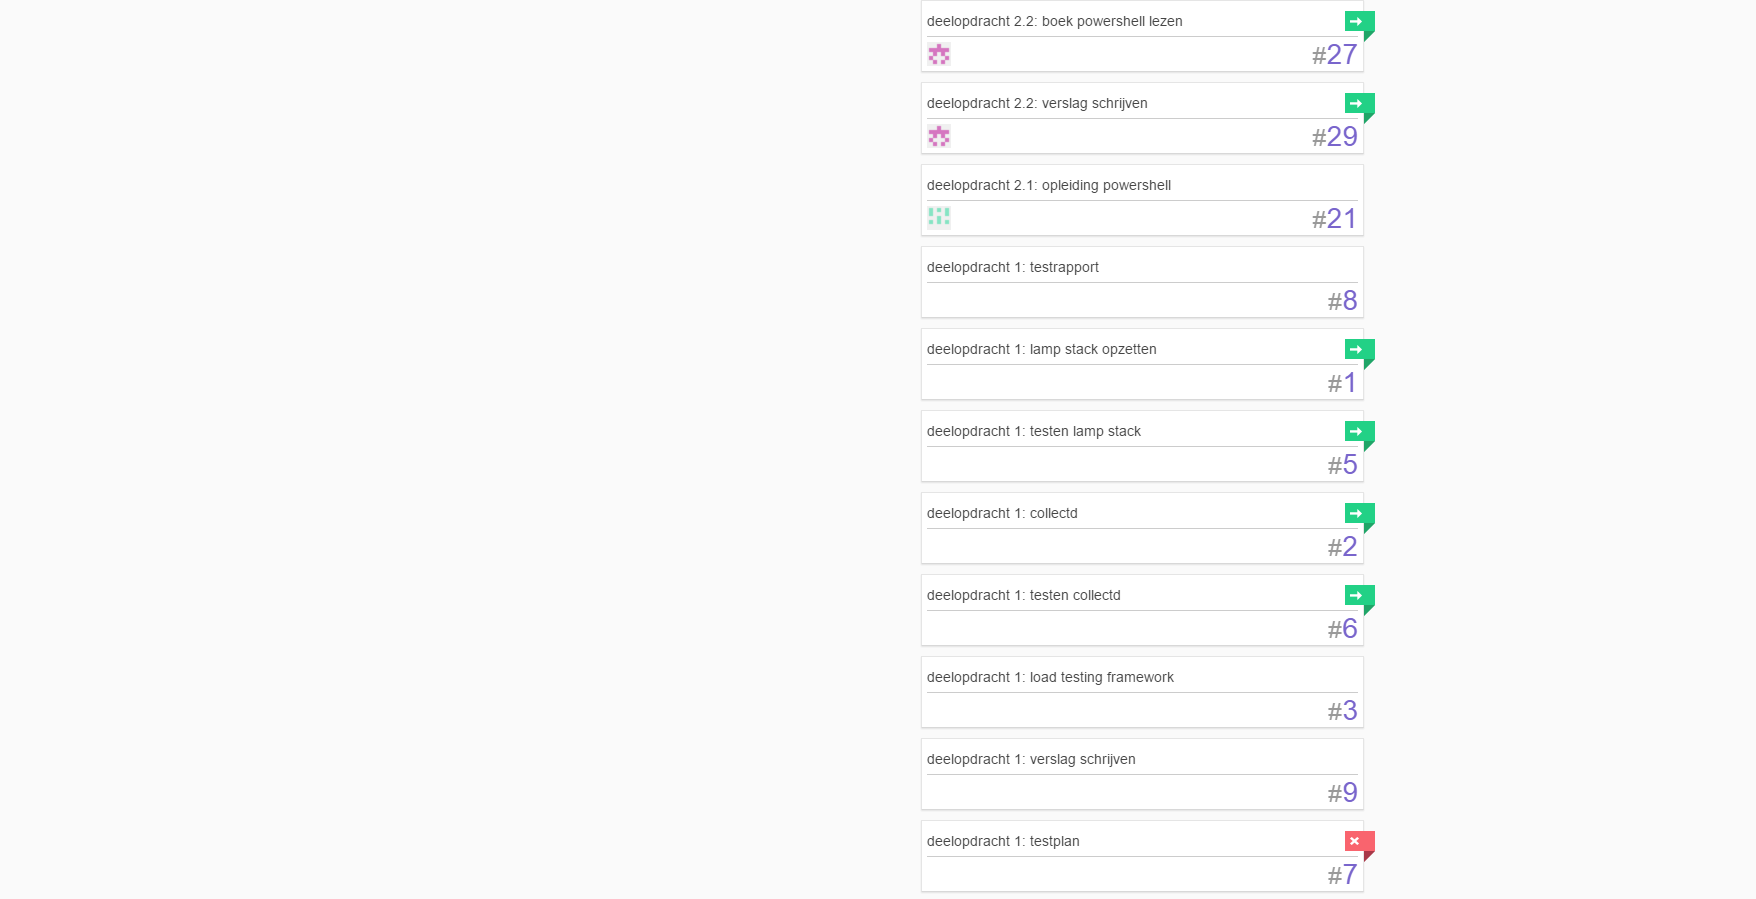 deelopdracht 2.2: boek powershell lezen
#27
deelopdracht 2.2: verslag schrijven
#29
deelopdracht 2.1: opleiding powershell
#21
deelopdracht 1: testrapport
#8
deelopdracht 1: lamp stack opzetten
#1
deelopdracht 1: testen lamp stack
#5
deelopdracht 1: collectd
#2
deelopdracht 1: testen collectd
#6
deelopdracht 1: load testing framework
#3
deelopdracht 1: verslag schrijven
#9
deelopdracht 1: testplan
#7